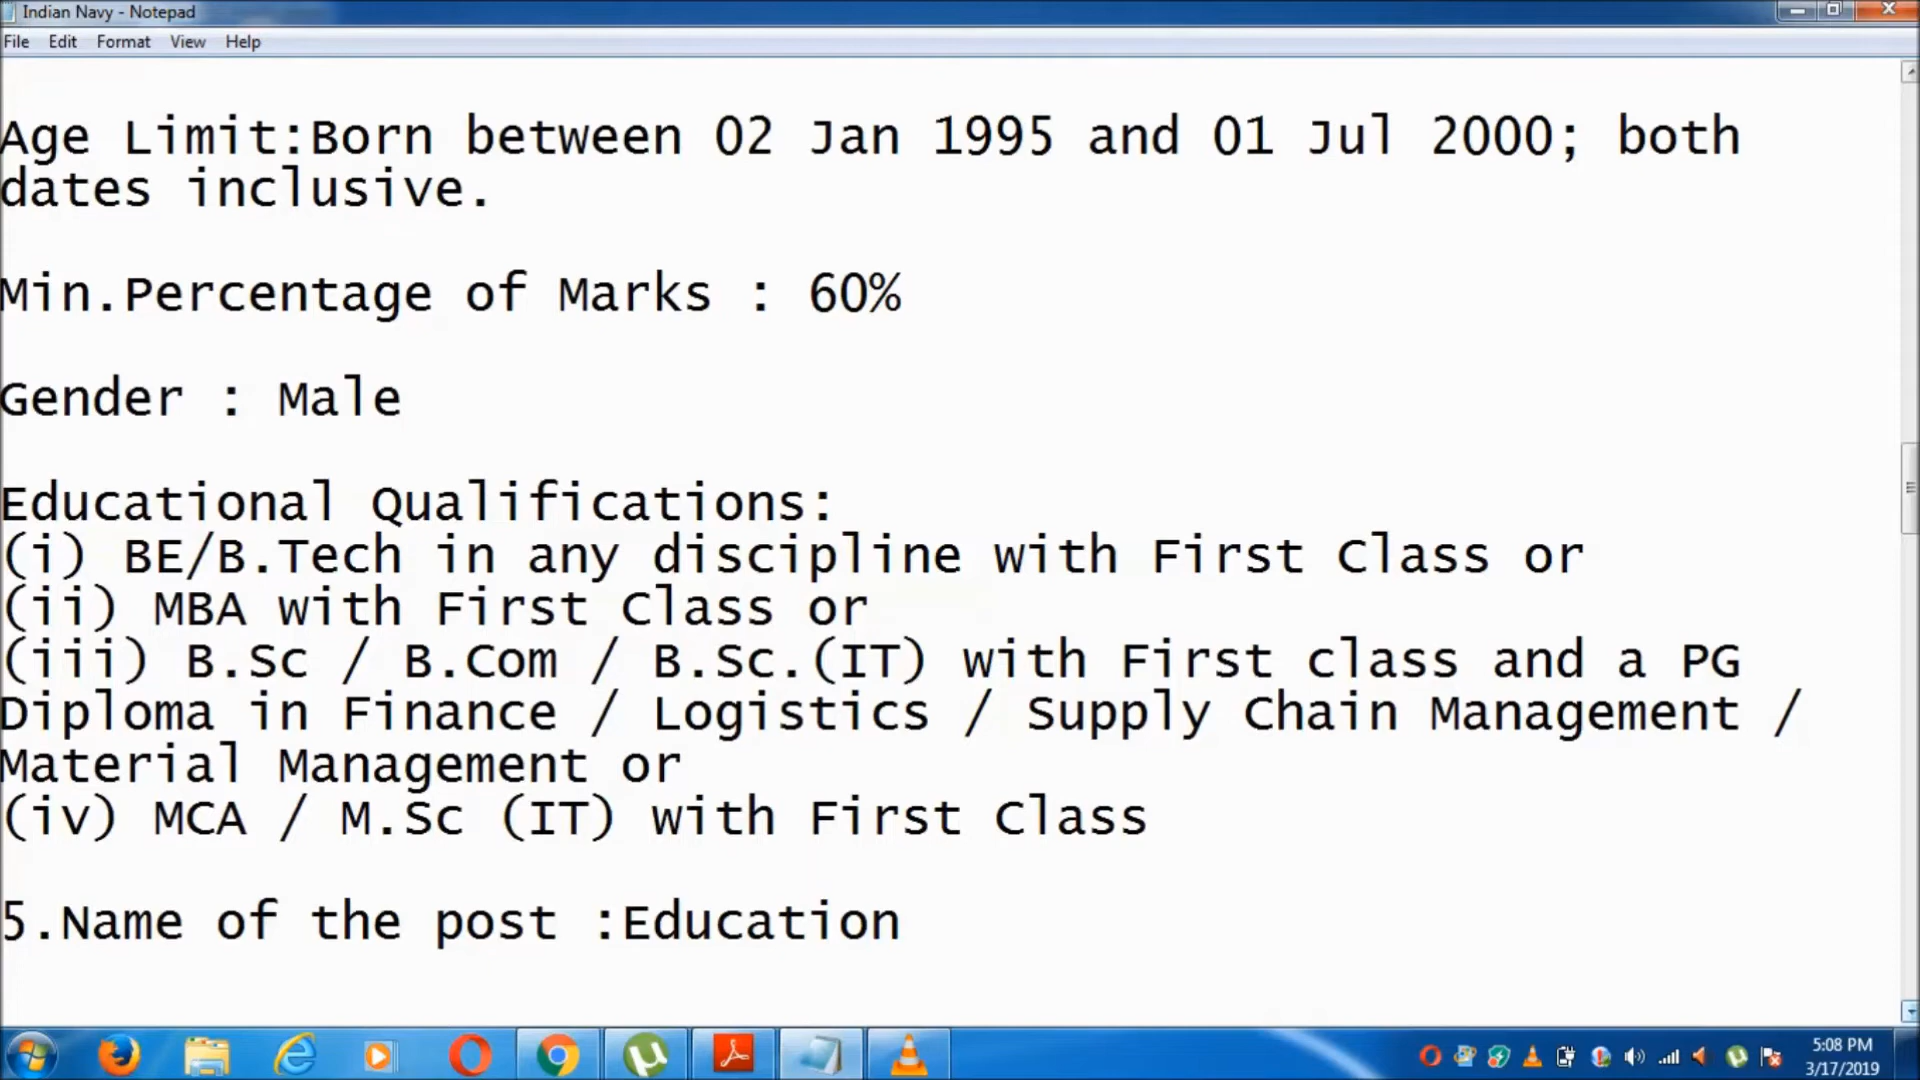 Indian Navy - Notepad
File Edit Format View Help
Age Limit:Born between 02 Jan 1995 and 01 Jul 2000; both
dates inclusive.
Min.Percentage of Marks : 60%
Gender : Male
Educational Qualifications:
(i) BE/B.Tech in any discipline with First Class or
(ii) MBA with First Class or
(iii) B.Sc / B.Com / B.Sc.(IT) with First class and a PG
Diploma in Finance / Logistics / Supply Chain Management /
Material Management or
(iv) MCA / M.Sc (IT) with First Class
5.Name of the post :Education
5:08 PM
3/17/2019